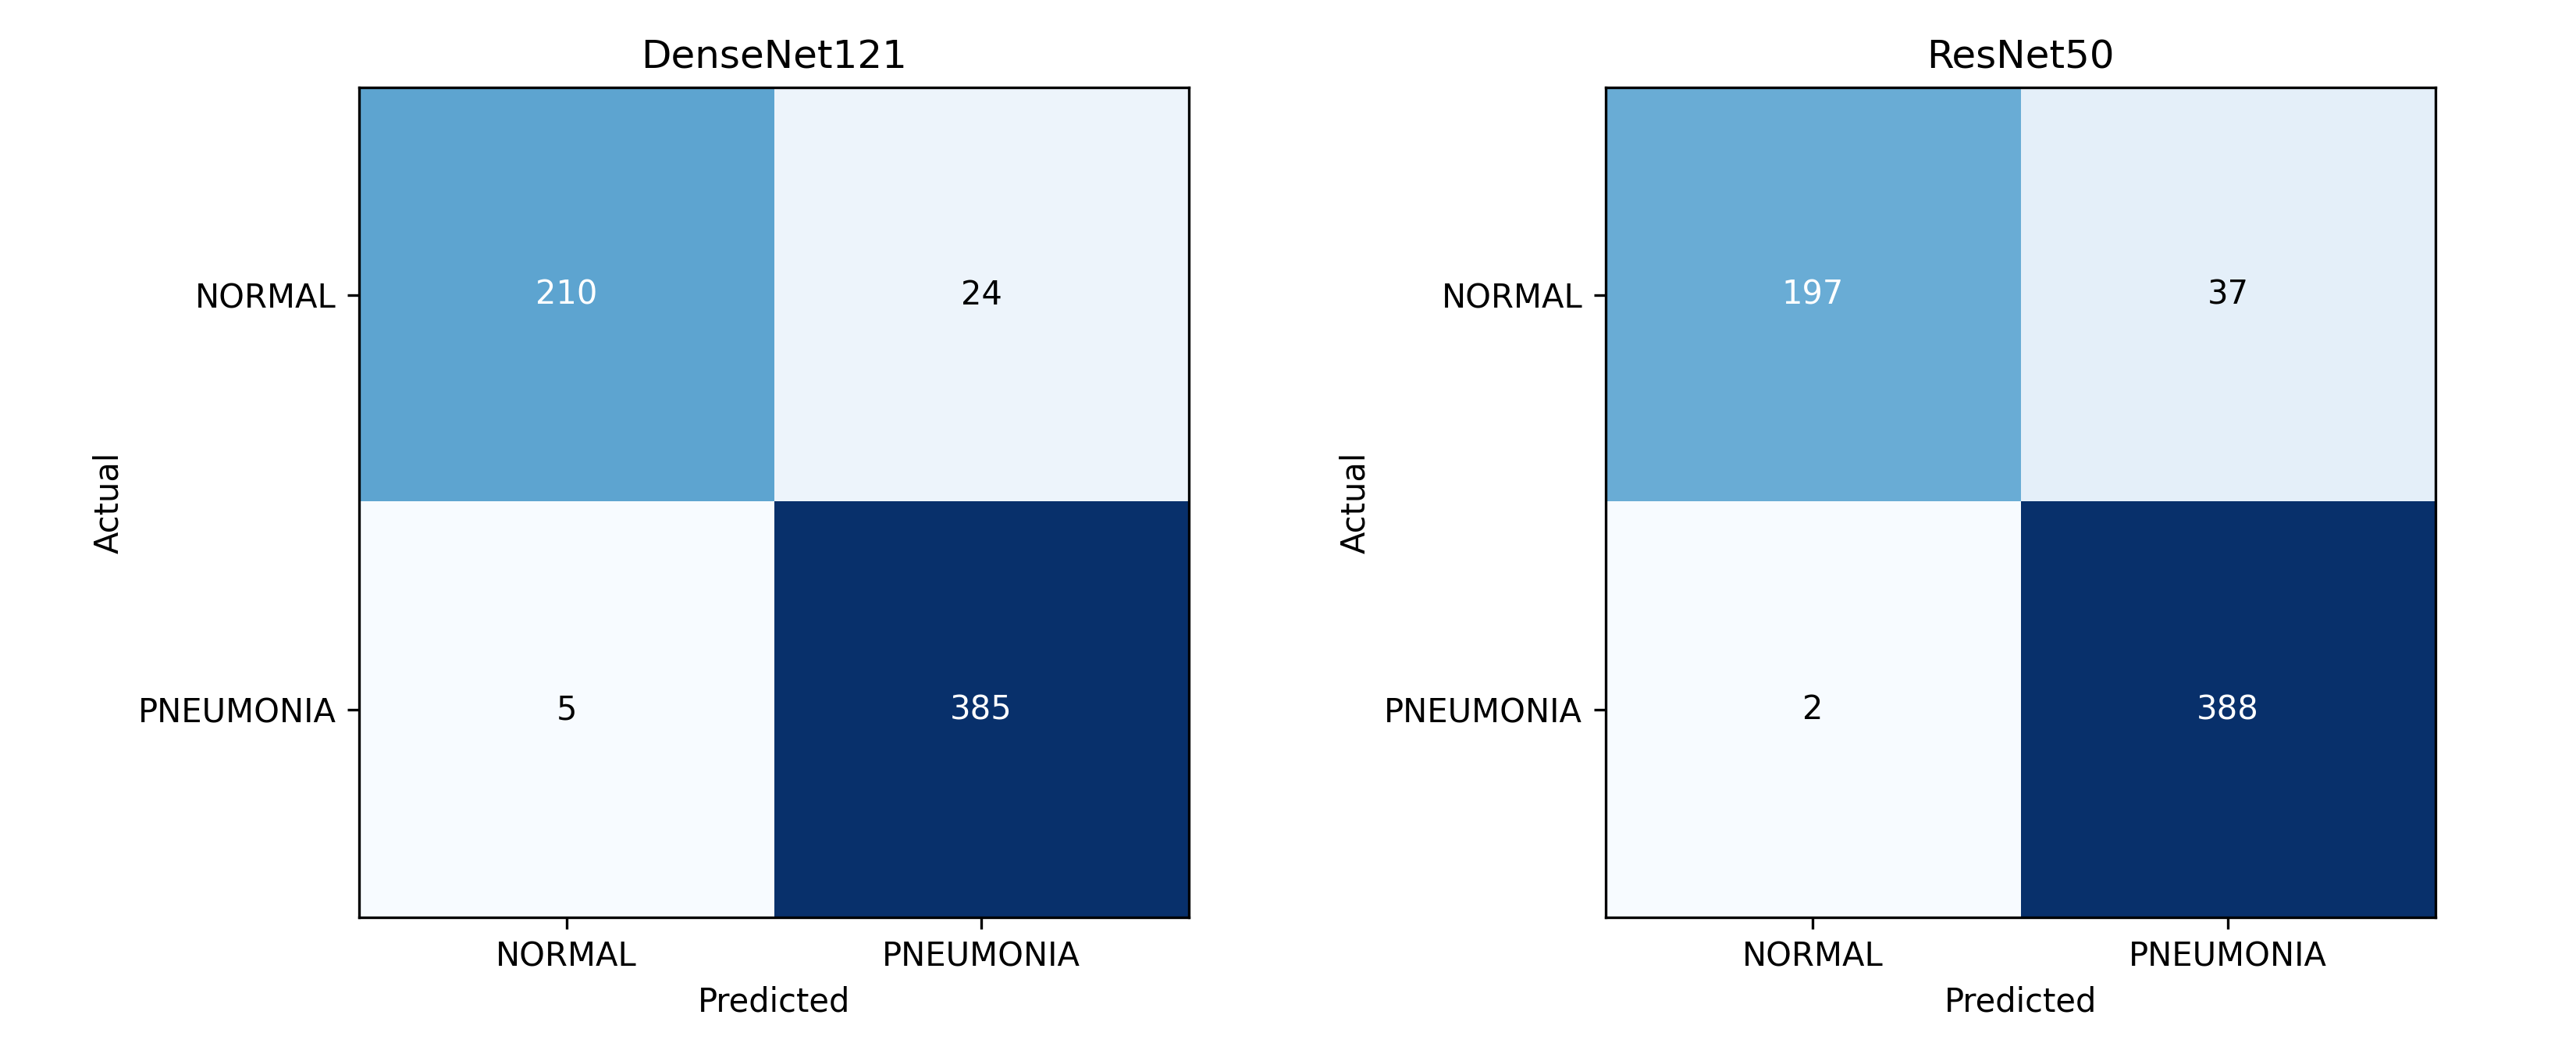 DenseNet121
NORMAL
210
24
Actual
PNEUMONIA
5
385
NORMAL
PNEUMONIA
Predicted
ResNet50
NORMAL
197
37
Actual
PNEUMONIA
2
388
NORMAL
PNEUMONIA
Predicted